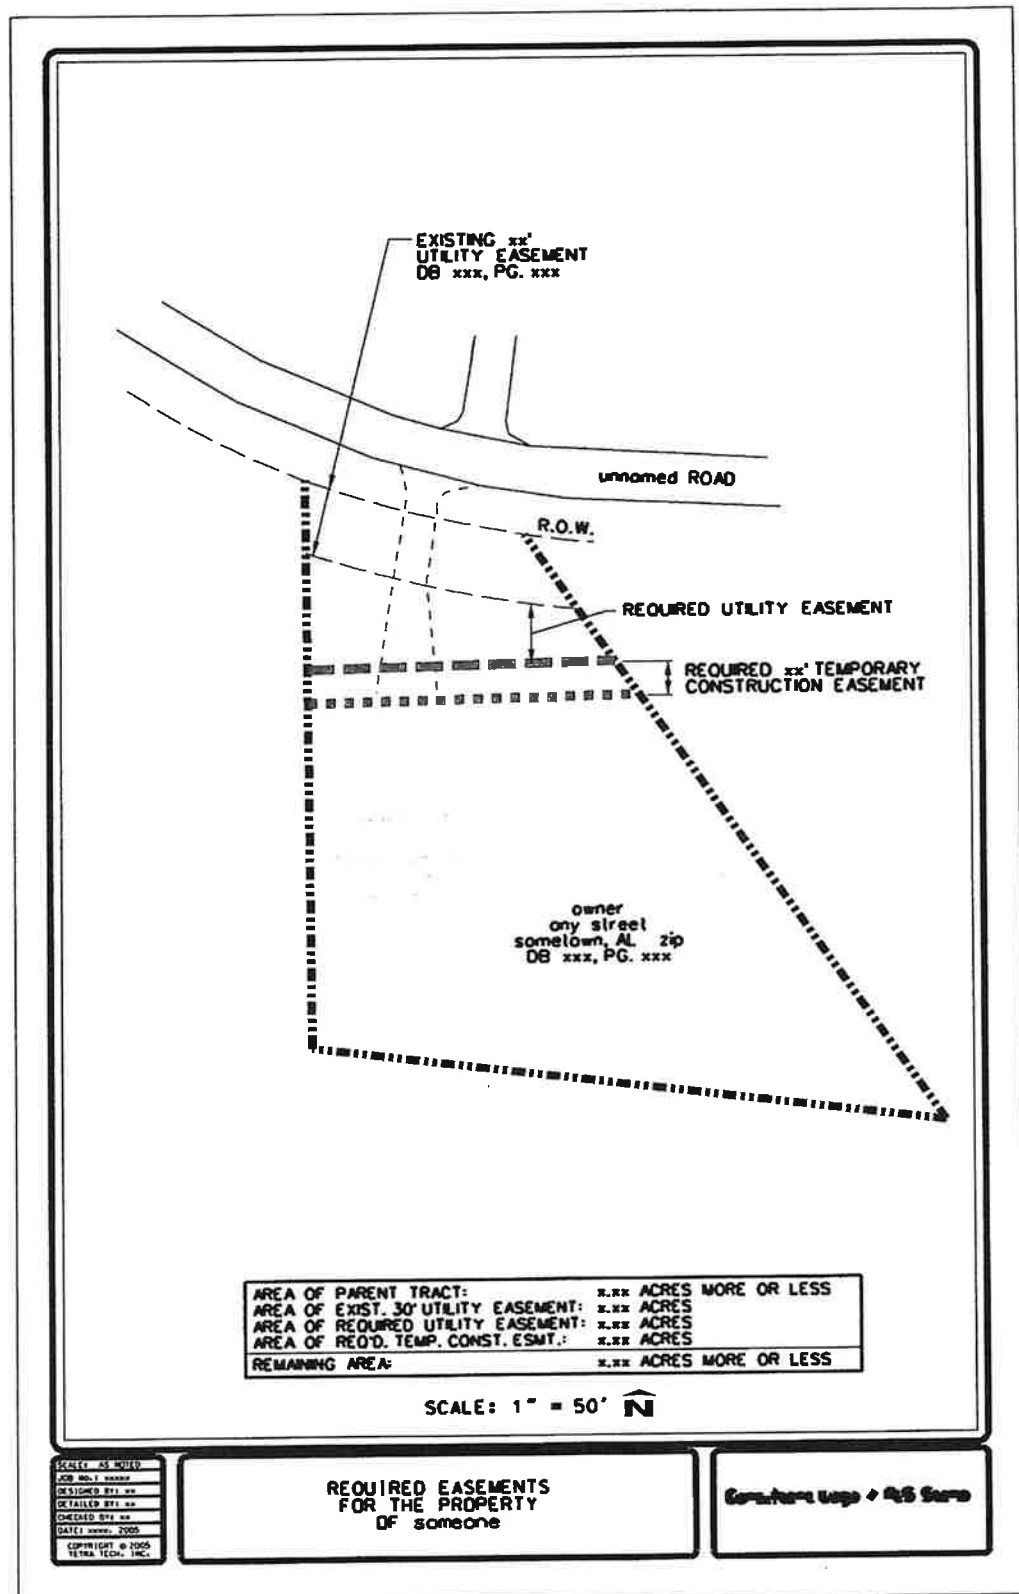 EXISTING xx'
UTILITY EASEMENT
DB xxx, PG. xxx
unnamed ROAD
R.O.W.
REQUIRED UTILITY EASEMENT
REQUIRED xx' TEMPORARY
CONSTRUCTION EASEMENT
owner
any street
sometown, AL zip
DB xxx, PG. xxx
AREA OF PARENT TRACT: x.xx ACRES MORE OR LESS
AREA OF EXIST. 30' UTILITY EASEMENT: x.xx ACRES
AREA OF REQUIRED UTILITY EASEMENT: x.xx ACRES
AREA OF REQ'D. TEMP. CONST. ESMT.: x.xx ACRES
REMAINING AREA: x.xx ACRES MORE OR LESS
SCALE: 1" = 50' N
SCALE: AS NOTED
JOB NO.: xxxxx
DESIGNED BY: xx
DETAILED BY: xx
CHECKED BY: xx
DATE: xxxx, 2005
COPYRIGHT © 2005
TETRA TECH, INC.
REQUIRED EASEMENTS
FOR THE PROPERTY
OF someone